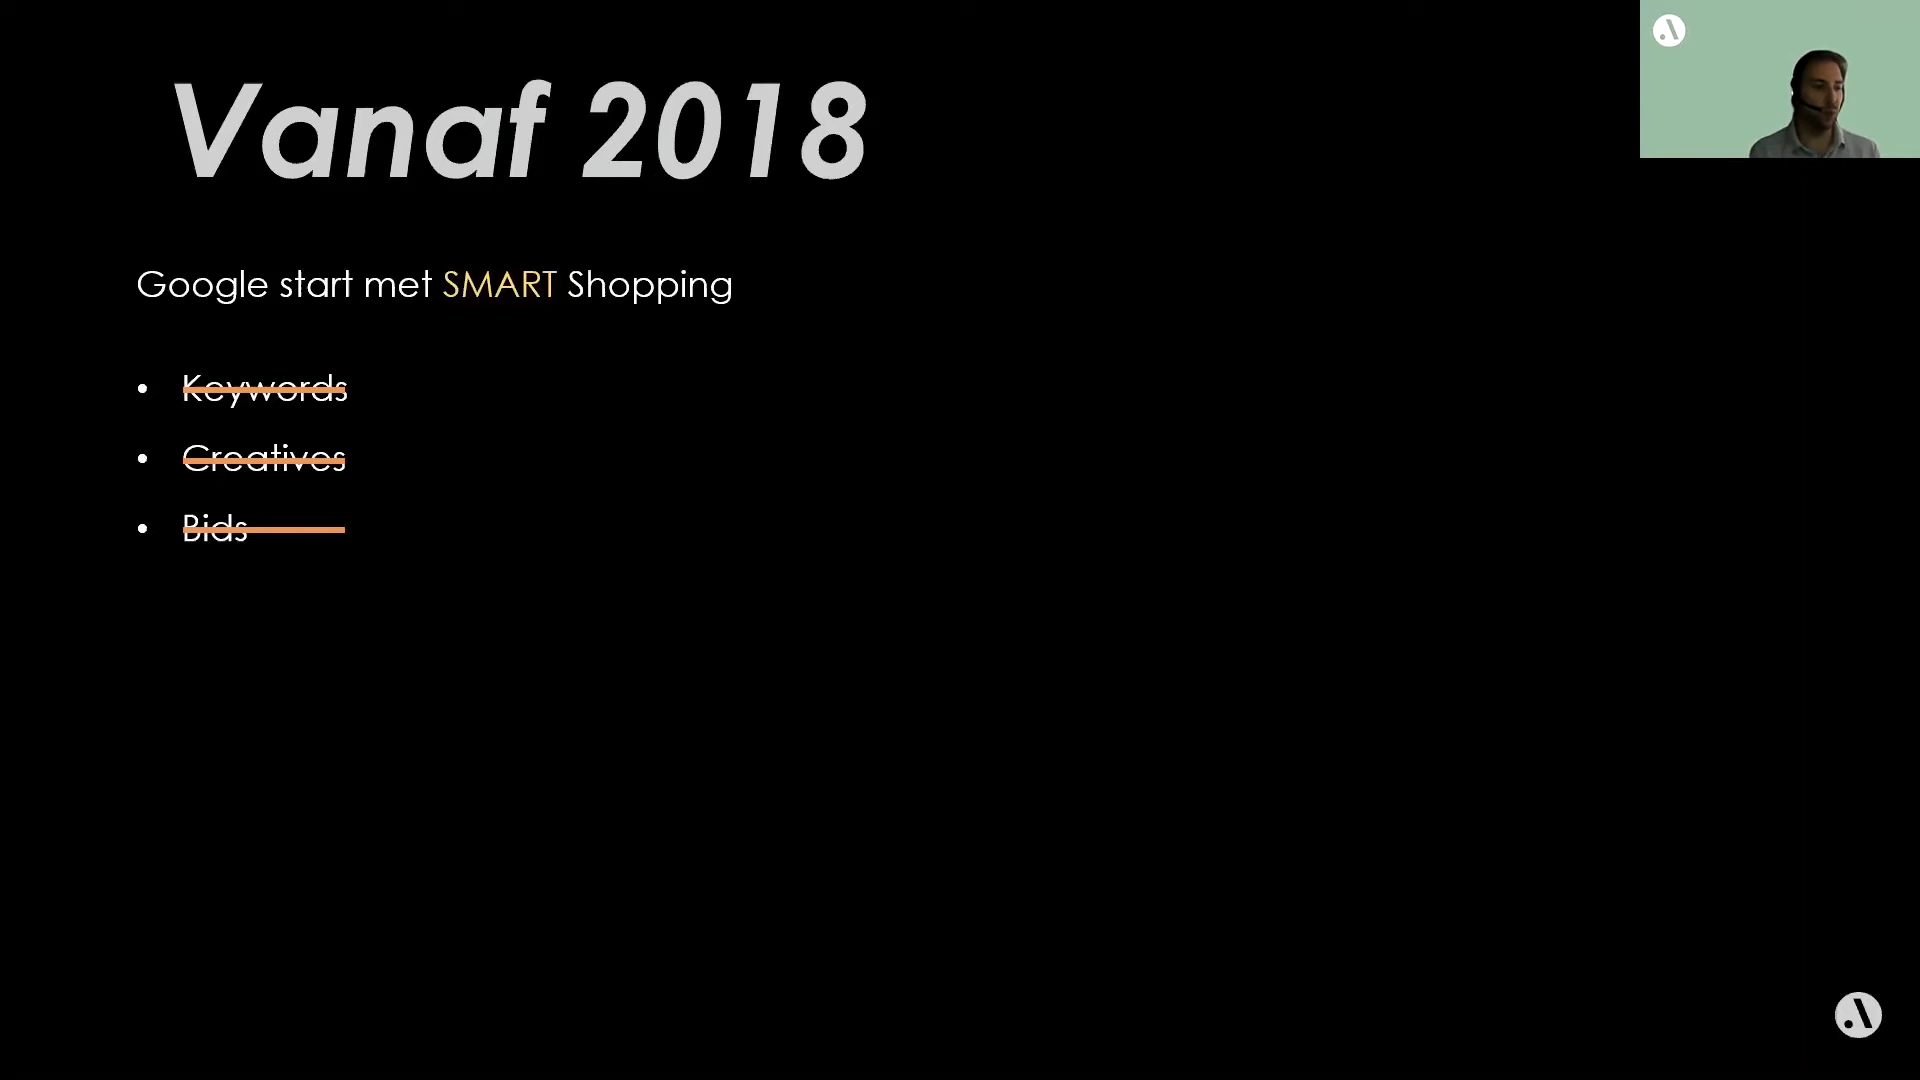 Vanaf 2018
Google start met SMART Shopping
• Keywords
• Creatives
• Bids